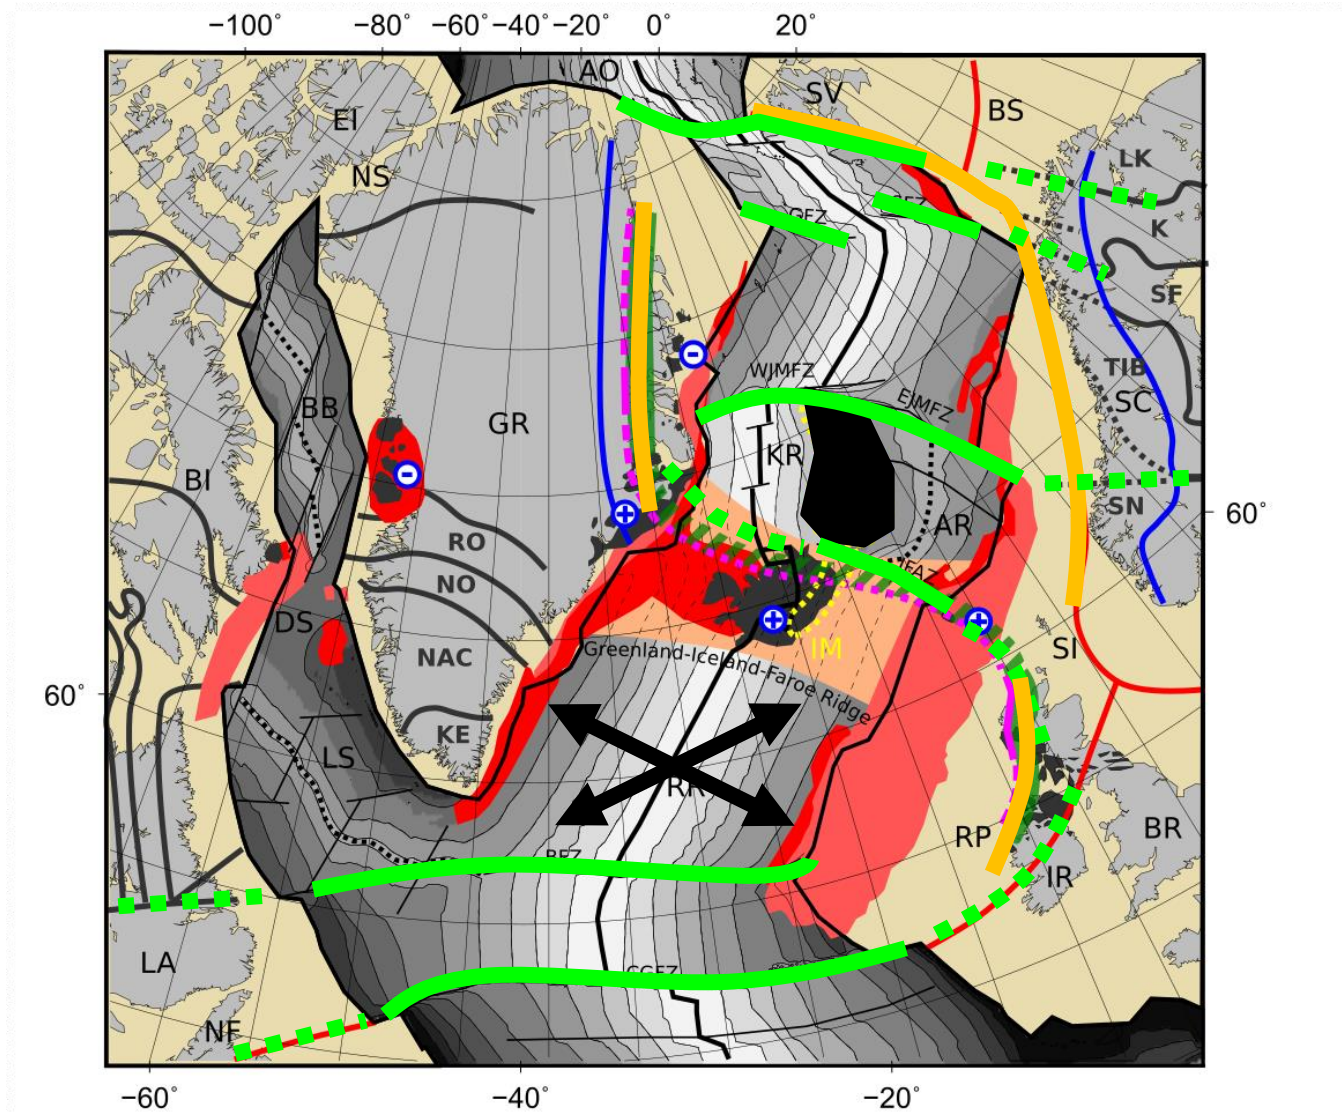 −100˚ −80˚ −60˚ −40˚ −20˚ 0˚ 20˚
AO
SV
BS
EI
LK
NS
GFZ
K
SF
WJMFZ
TIB
EJMFZ
SC
BB
GR
KR
BI
SN
60˚
AR
RO
NO
IFAZ
DS
SI
NAC
Greenland-Iceland-Faroe Ridge
IM
60˚
KE
LS
RR
RP
BR
BFZ
IR
LA
CGFZ
NF
−60˚ −40˚ −20˚